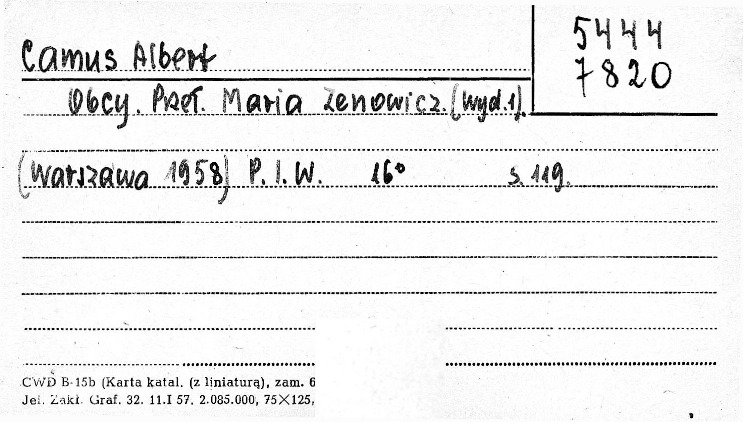 5444
7820
Camus Albert
Obcy. Przeł. Maria Zenowicz. (Wyd.1).
(Warszawa 1958) P.I.W. 16° s. 119.
CWD B-15b (Karta katal. (z liniaturą), zam. 6
Jel. Zakł. Graf. 32. 11.I 57. 2.085.000, 75×125,